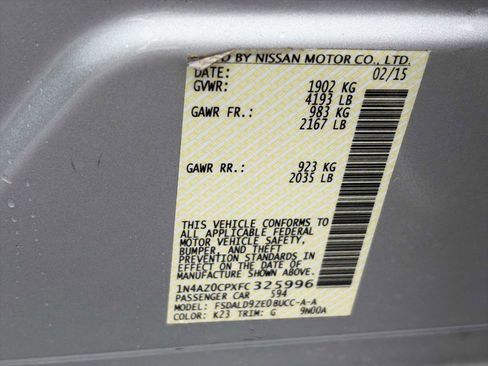 BY NISSAN MOTOR CO., LTD.
DATE: 02/15
GVWR: 1902 KG
4193 LB
GAWR FR.: 983 KG
2167 LB
GAWR RR.: 923 KG
2035 LB
THIS VEHICLE CONFORMS TO
ALL APPLICABLE FEDERAL
MOTOR VEHICLE SAFETY,
BUMPER, AND THEFT
PREVENTION STANDARDS IN
EFFECT ON THE DATE OF
MANUFACTURE SHOWN ABOVE.
1N4AZ0CPXFC325996
PASSENGER CAR 594
MODEL: FSDALD9ZE0BUCC-A-A
COLOR: K23 TRIM: G 9N00A